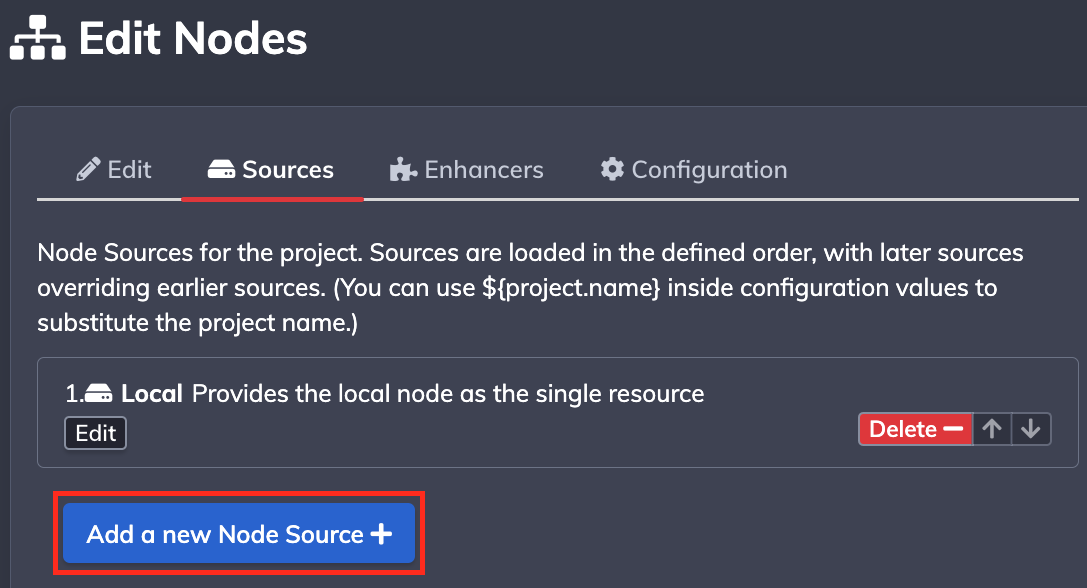 Edit Nodes
Edit Sources Enhancers Configuration
Node Sources for the project. Sources are loaded in the defined order, with later sources
overriding earlier sources. (You can use ${project.name} inside configuration values to
substitute the project name.)
1. Local Provides the local node as the single resource
Edit Delete
Add a new Node Source